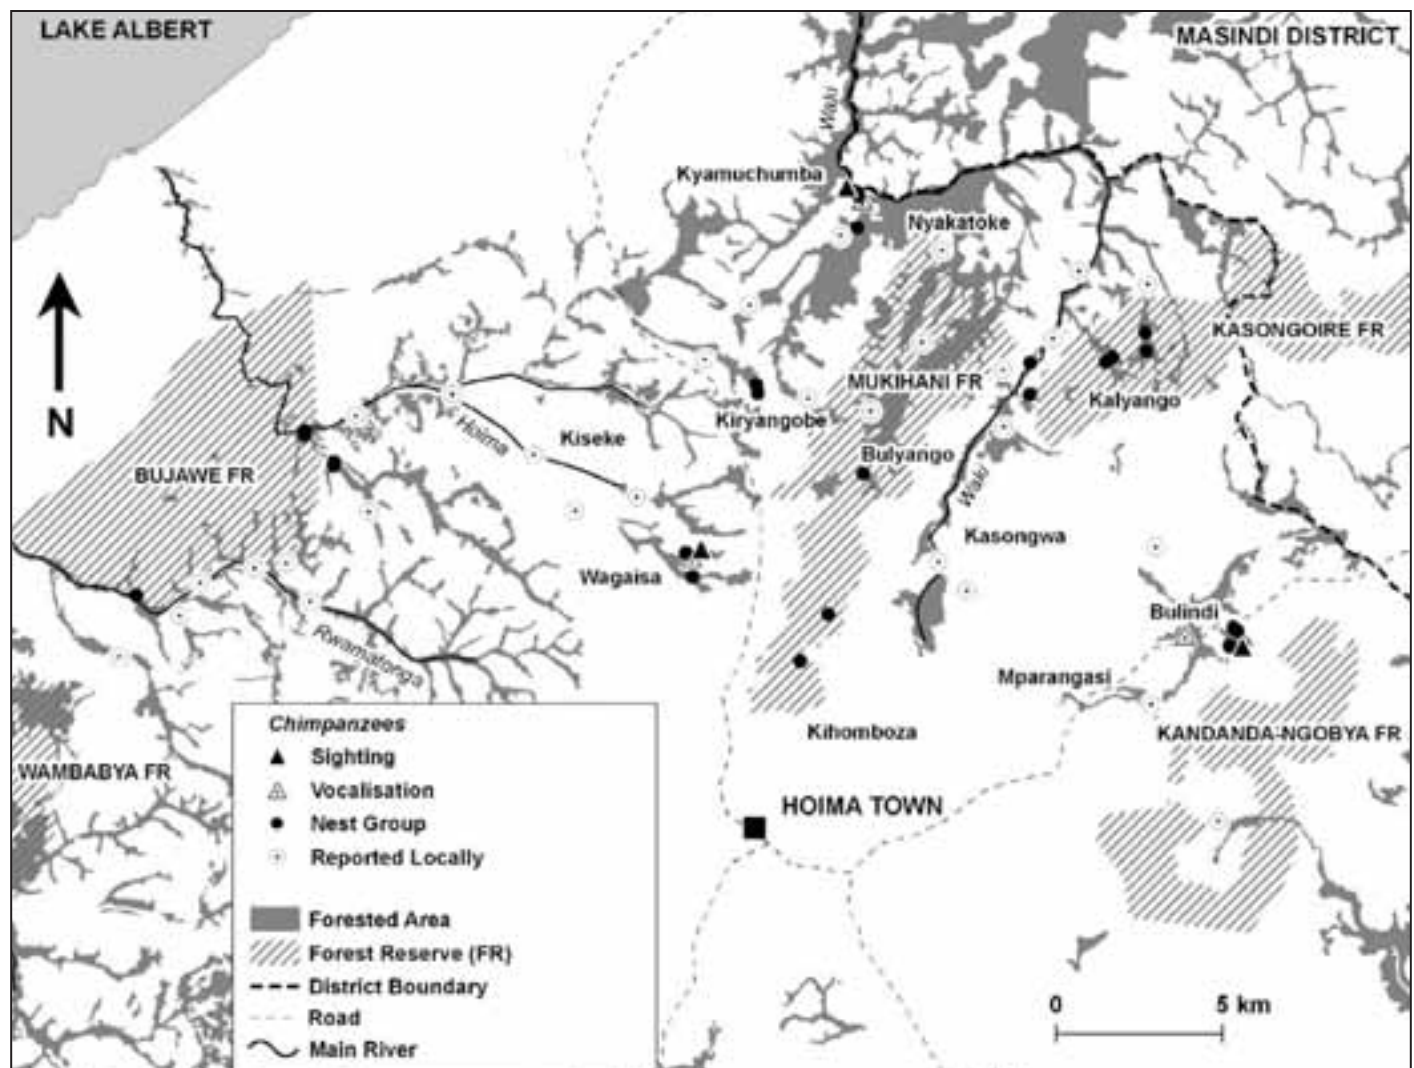 LAKE ALBERT
MASINDI DISTRICT
Waki
Kyamuchumba
Nyakatoke
KASONGOIRE FR
MUKIHANI FR
Kalyango
N
Kiryangobe
Hoima
Kiseke
Bulyango
BUJAWE FR
Waki
Kasongwa
Wagaisa
Bulindi
Rwamatonga
Mparangasi
Kihomboza
KANDANDA-NGOBYA FR
WAMBABYA FR
HOIMA TOWN
Chimpanzees
Sighting
Vocalisation
Nest Group
Reported Locally
Forested Area
Forest Reserve (FR)
District Boundary
Road
Main River
0 5 km